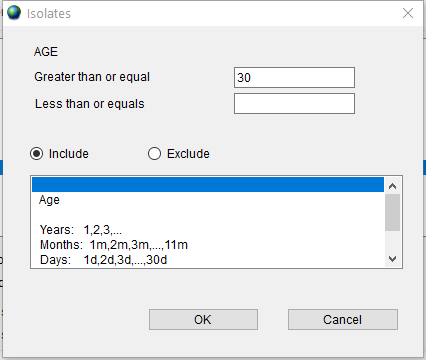 Isolates
AGE
Greater than or equal 30
Less than or equals
Include Exclude
Age
Years: 1,2,3,...
Months: 1m,2m,3m,...,11m
Days: 1d,2d,3d,...,30d
OK Cancel